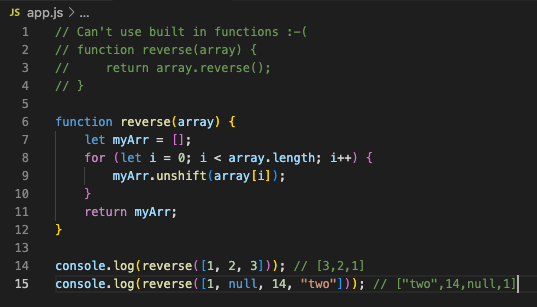 JS app.js > ...
1 // Can't use built in functions :-(
2 // function reverse(array) {
3 //     return array.reverse();
4 // }
5
6 function reverse(array) {
7     let myArr = [];
8     for (let i = 0; i < array.length; i++) {
9         myArr.unshift(array[i]);
10     }
11     return myArr;
12 }
13
14 console.log(reverse([1, 2, 3])); // [3,2,1]
15 console.log(reverse([1, null, 14, "two"])); // ["two",14,null,1]